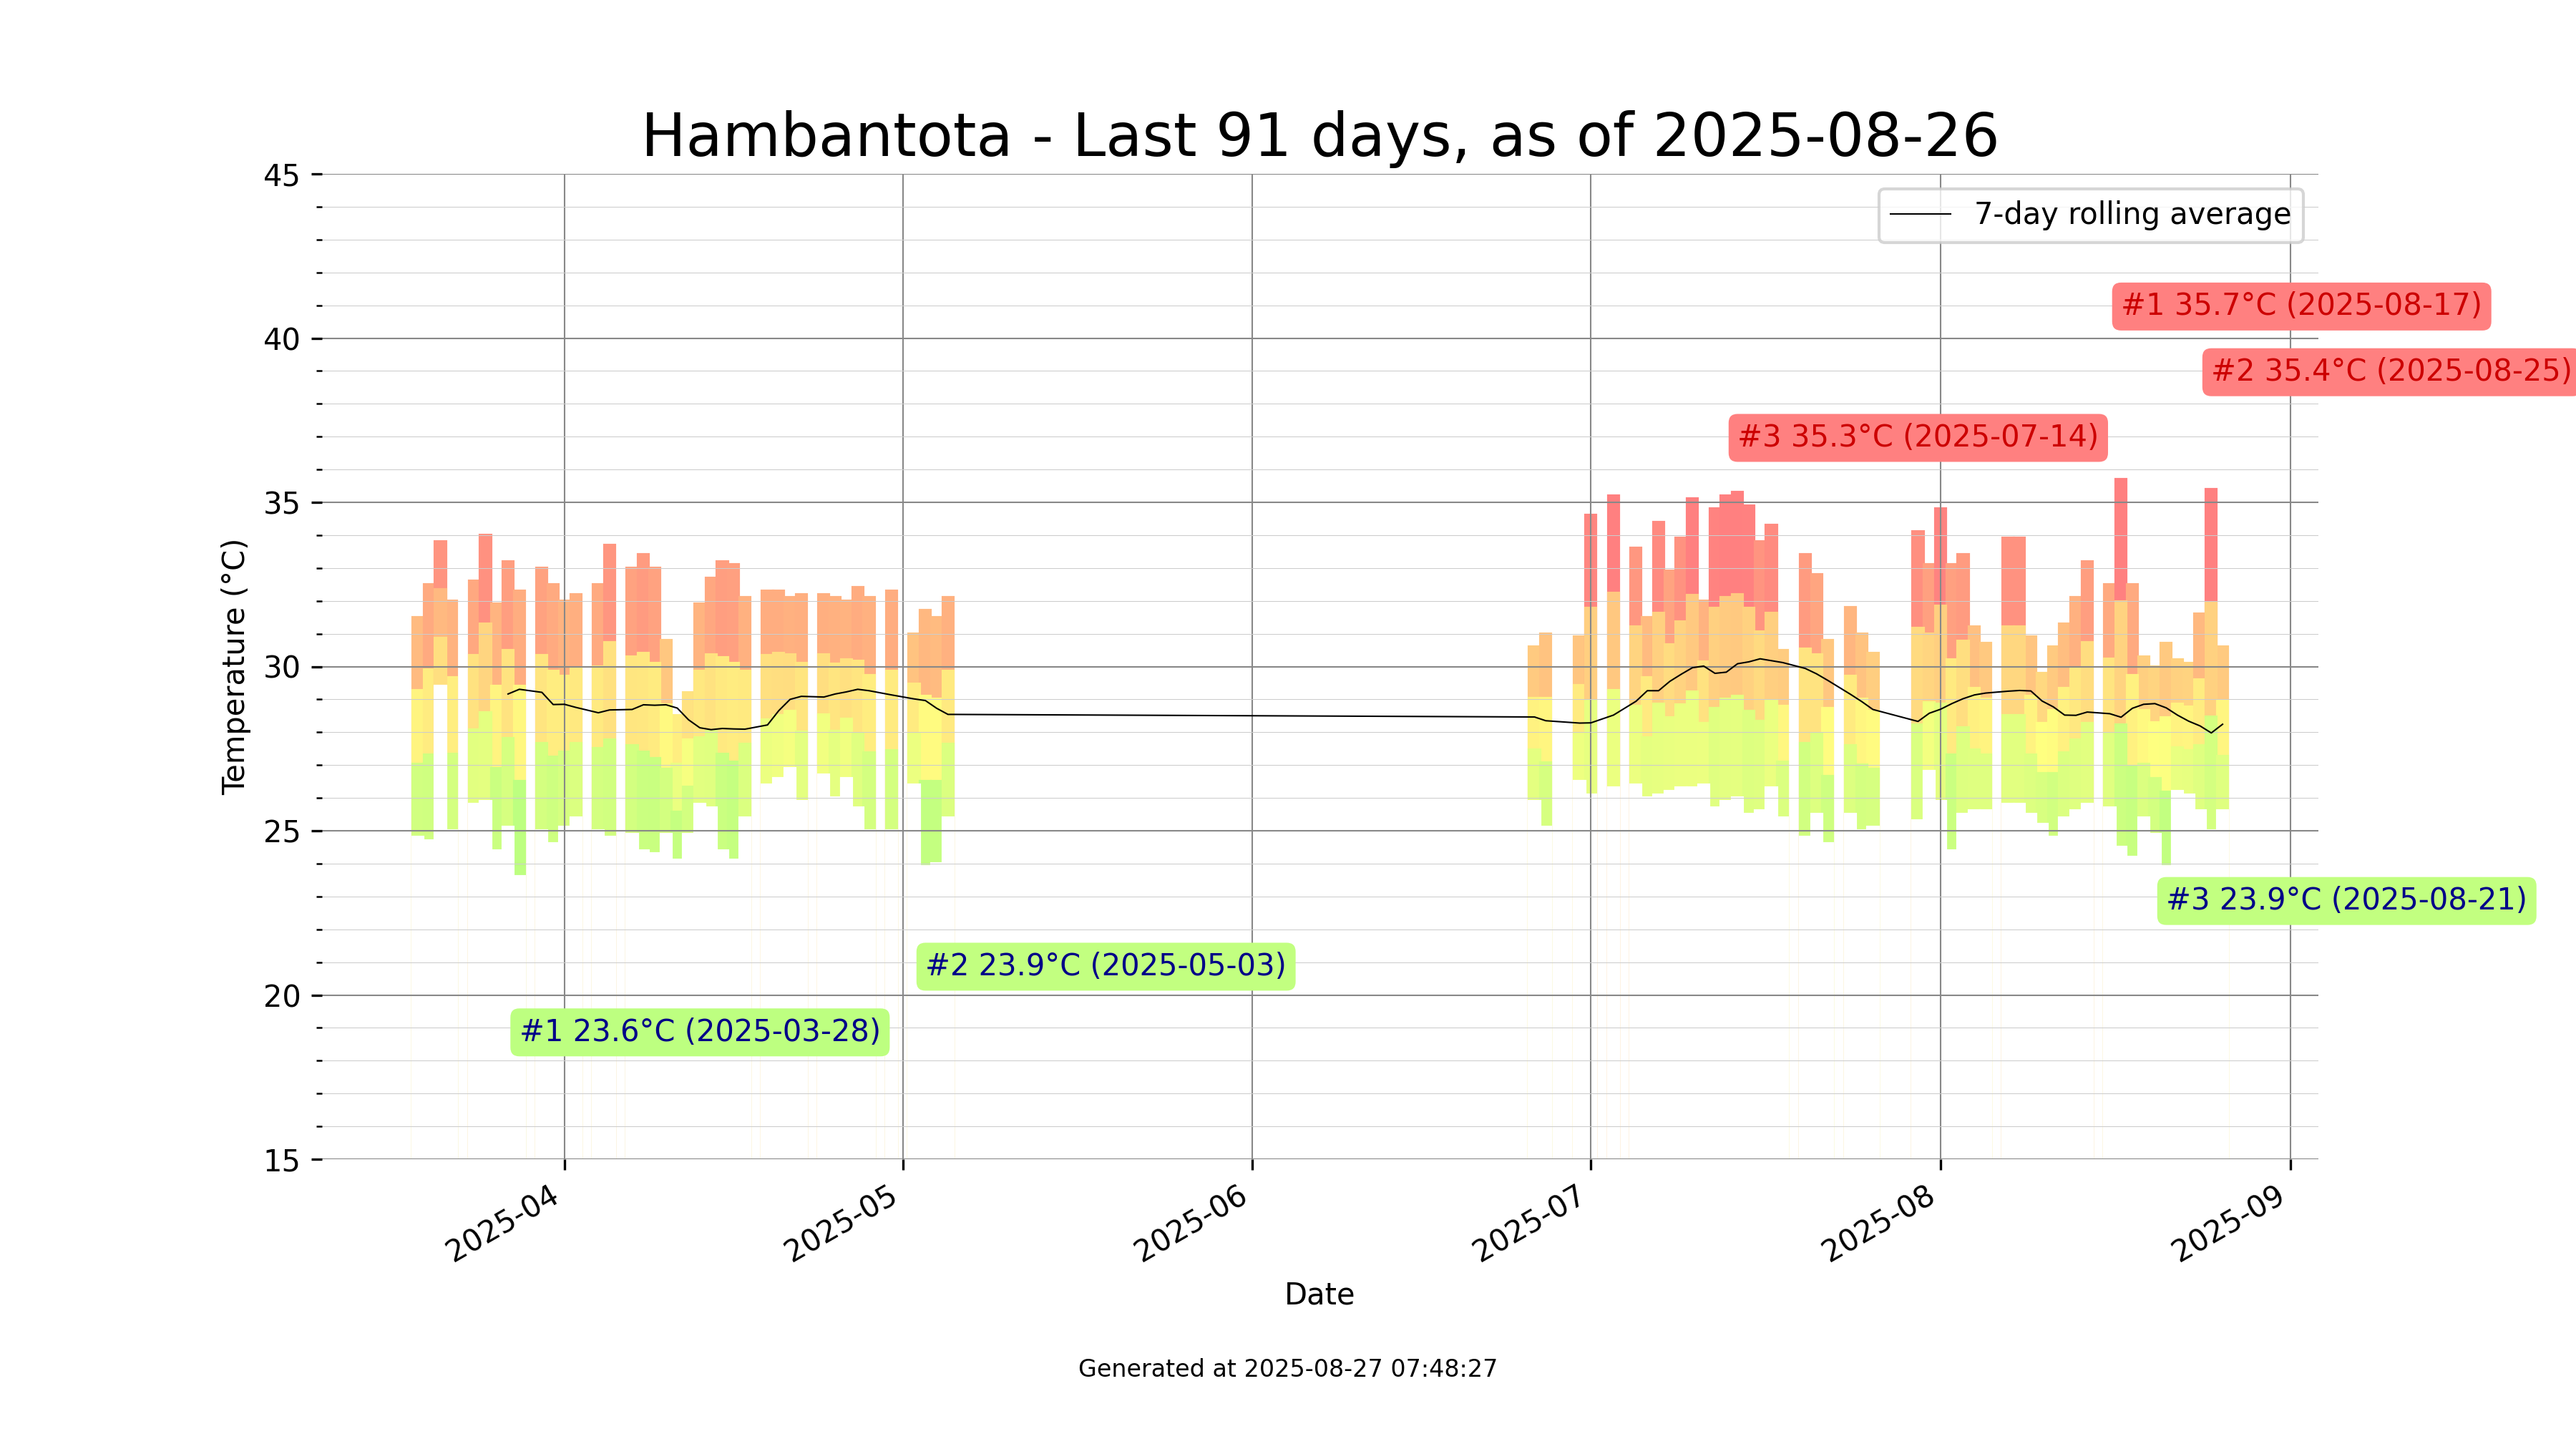 Hambantota - Last 91 days, as of 2025-08-26
7-day rolling average
#1 35.7°C (2025-08-17)
#2 35.4°C (2025-08-25)
#3 35.3°C (2025-07-14)
#3 23.9°C (2025-08-21)
#2 23.9°C (2025-05-03)
#1 23.6°C (2025-03-28)
Temperature (°C)
45
40
35
30
25
20
15
2025-04
2025-05
2025-06
2025-07
2025-08
2025-09
Date
Generated at 2025-08-27 07:48:27